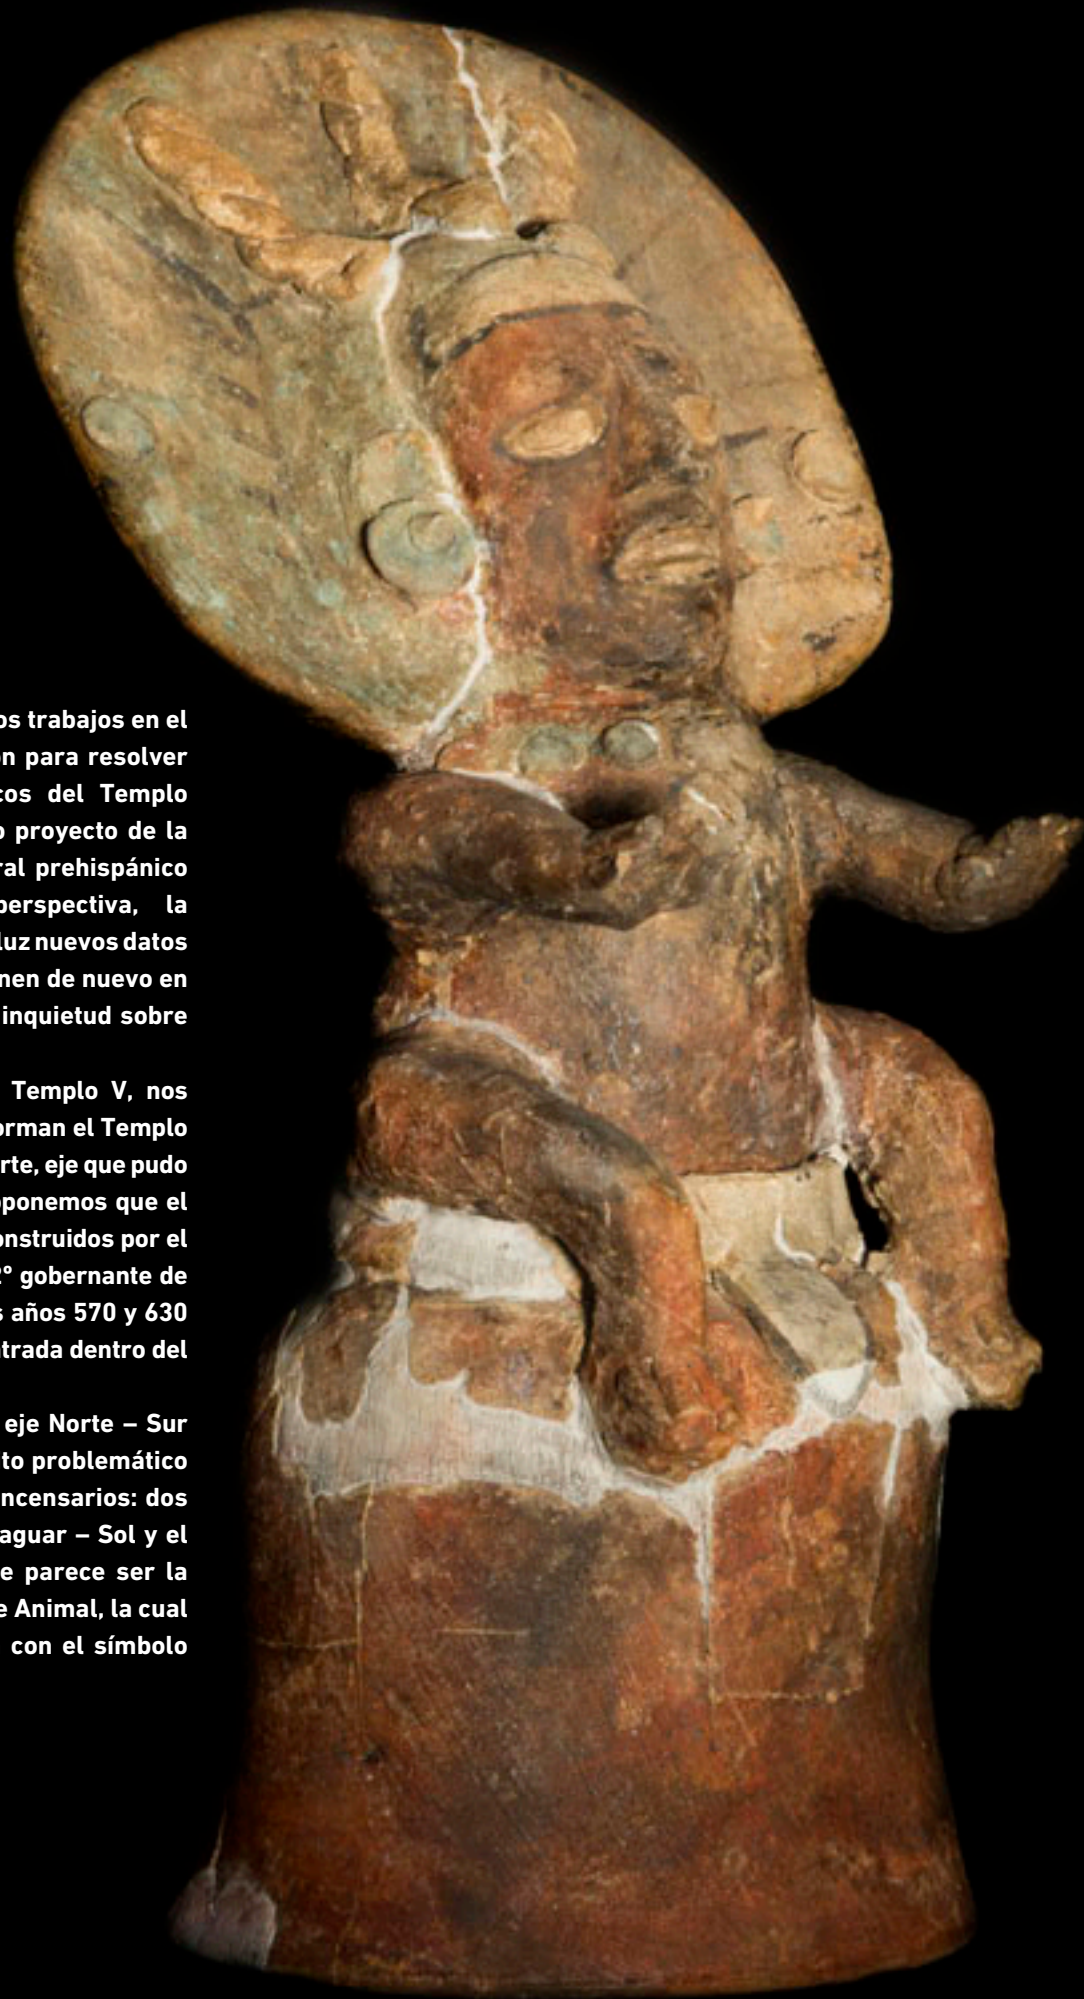 os trabajos en el
n para resolver
cos del Templo
o proyecto de la
ral prehispánico
perspectiva, la
luz nuevos datos
nen de nuevo en
inquietud sobre
Templo V, nos
orman el Templo
rte, eje que pudo
oponemos que el
onstruidos por el
2° gobernante de
s años 570 y 630
ntrada dentro del
eje Norte – Sur
to problemático
ncensarios: dos
aguar – Sol y el
e parece ser la
e Animal, la cual
con el símbolo